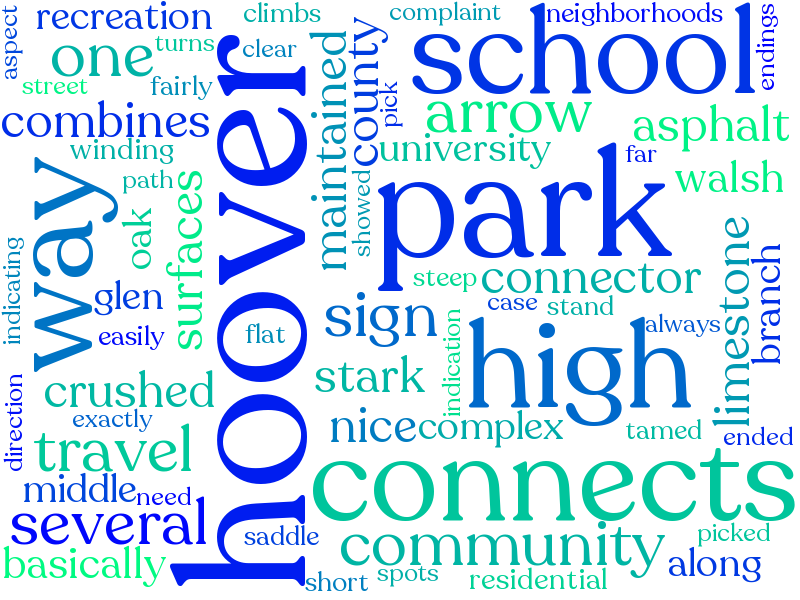 aspect
recreation
climbs
complaint
neighborhoods
endings
one
turns
clear
street
fairly
combines
winding
path
hoover
maintained
county
pick
school
arrow
asphalt
university
far
walsh
showed
park
way
oak
surfaces
indicating
glen
easily
flat
steep
connector
case
stand
limestone
branch
always
sign
high
indication
crushed
stark
exactly
direction
travel
nice
complex
tamed
ended
middle
need
connects
several
saddle
community
picked
basically
short
spots
residential
along